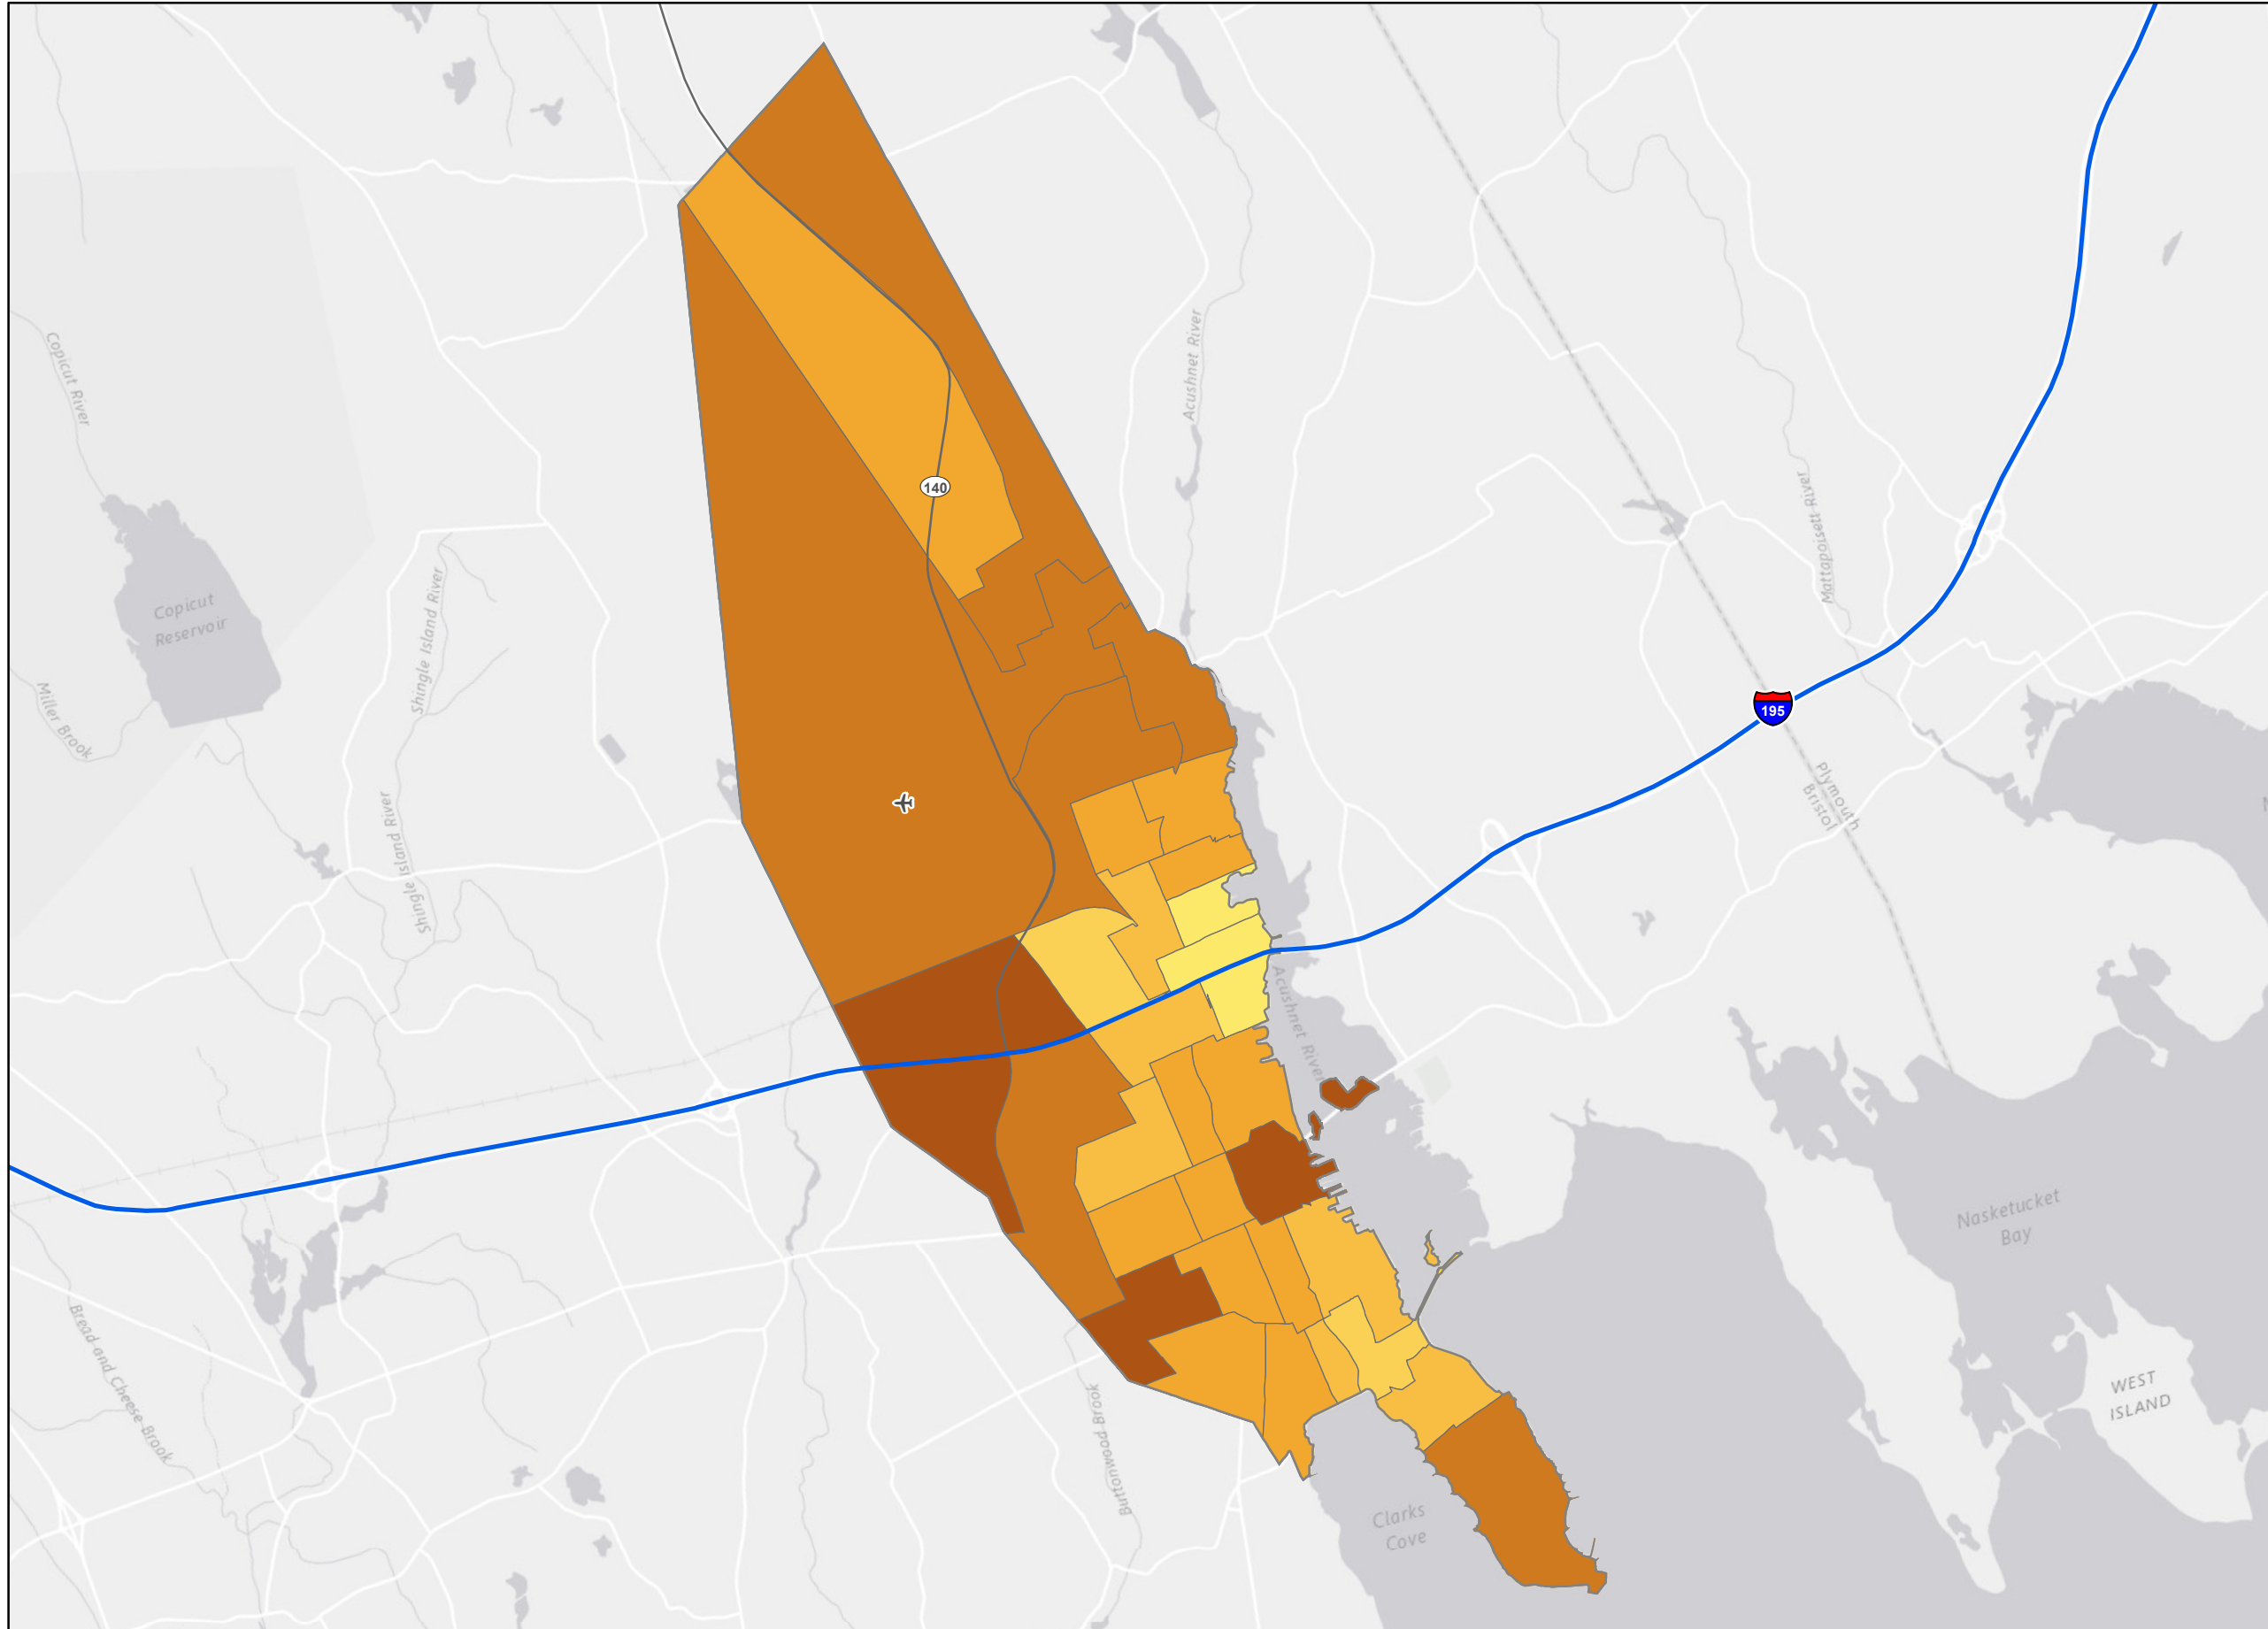 Copicut River
Acushnet River
140
Mattapoisett River
Copicut
Reservoir
Shingle Island River
Miller Brook
195
Plymouth
Bristol
Shingle Island River
Acushnet River
Nasketucket
Bay
Bread and Cheese Brook
WEST
ISLAND
Buttonwood Brook
Clarks
Cove